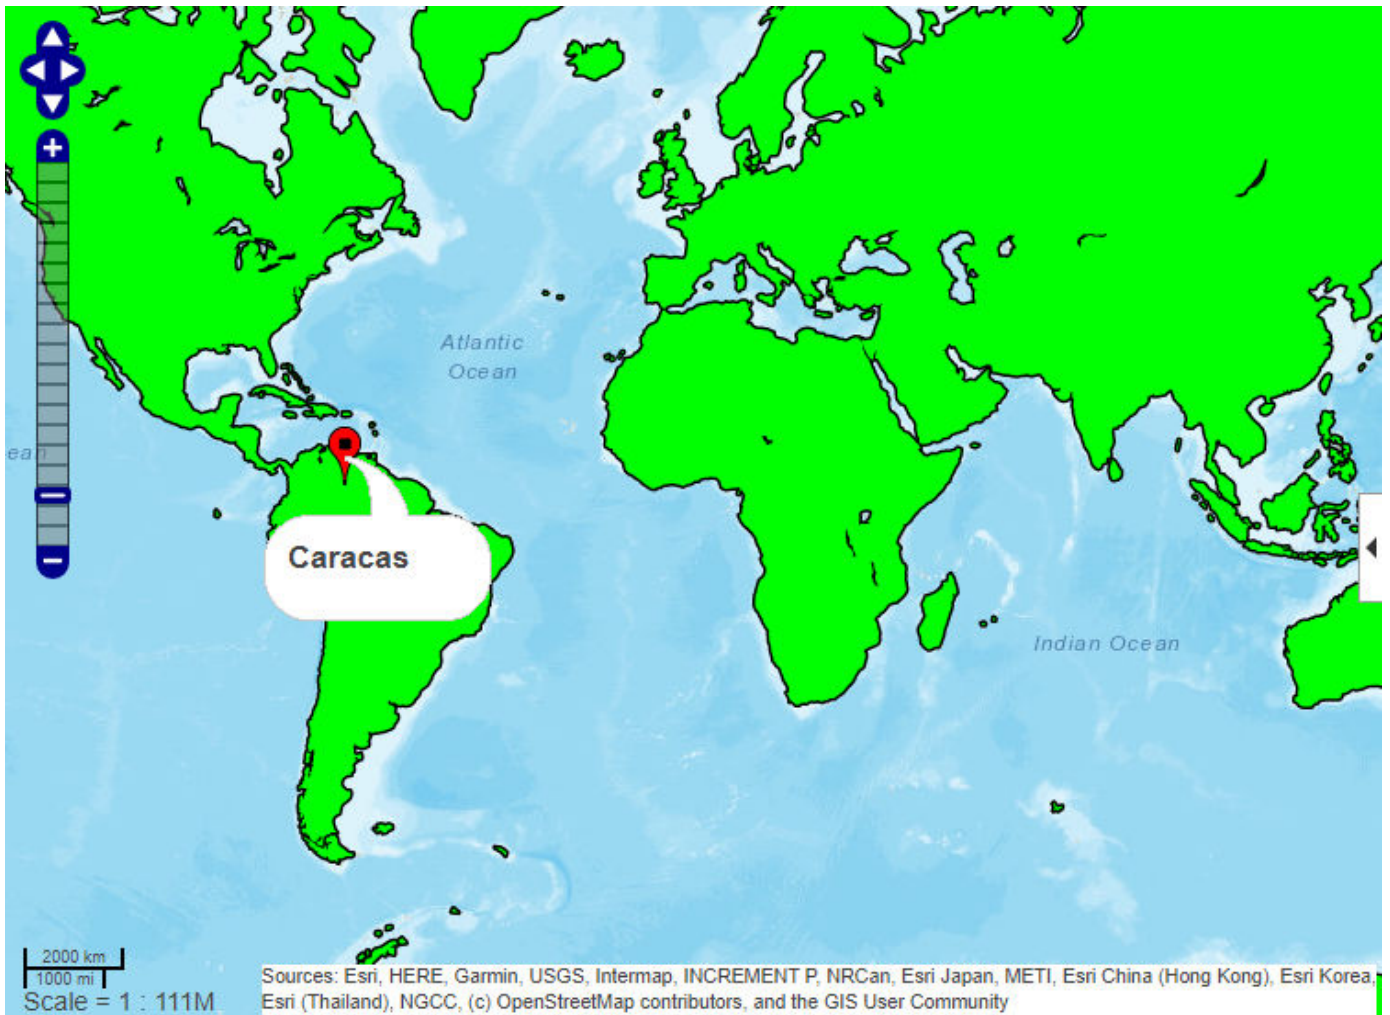 Atlantic
Ocean
ean
Caracas
Indian Ocean
2000 km
1000 mi
Scale = 1 : 111M
Sources: Esri, HERE, Garmin, USGS, Intermap, INCREMENT P, NRCan, Esri Japan, METI, Esri China (Hong Kong), Esri Korea,
Esri (Thailand), NGCC, (c) OpenStreetMap contributors, and the GIS User Community